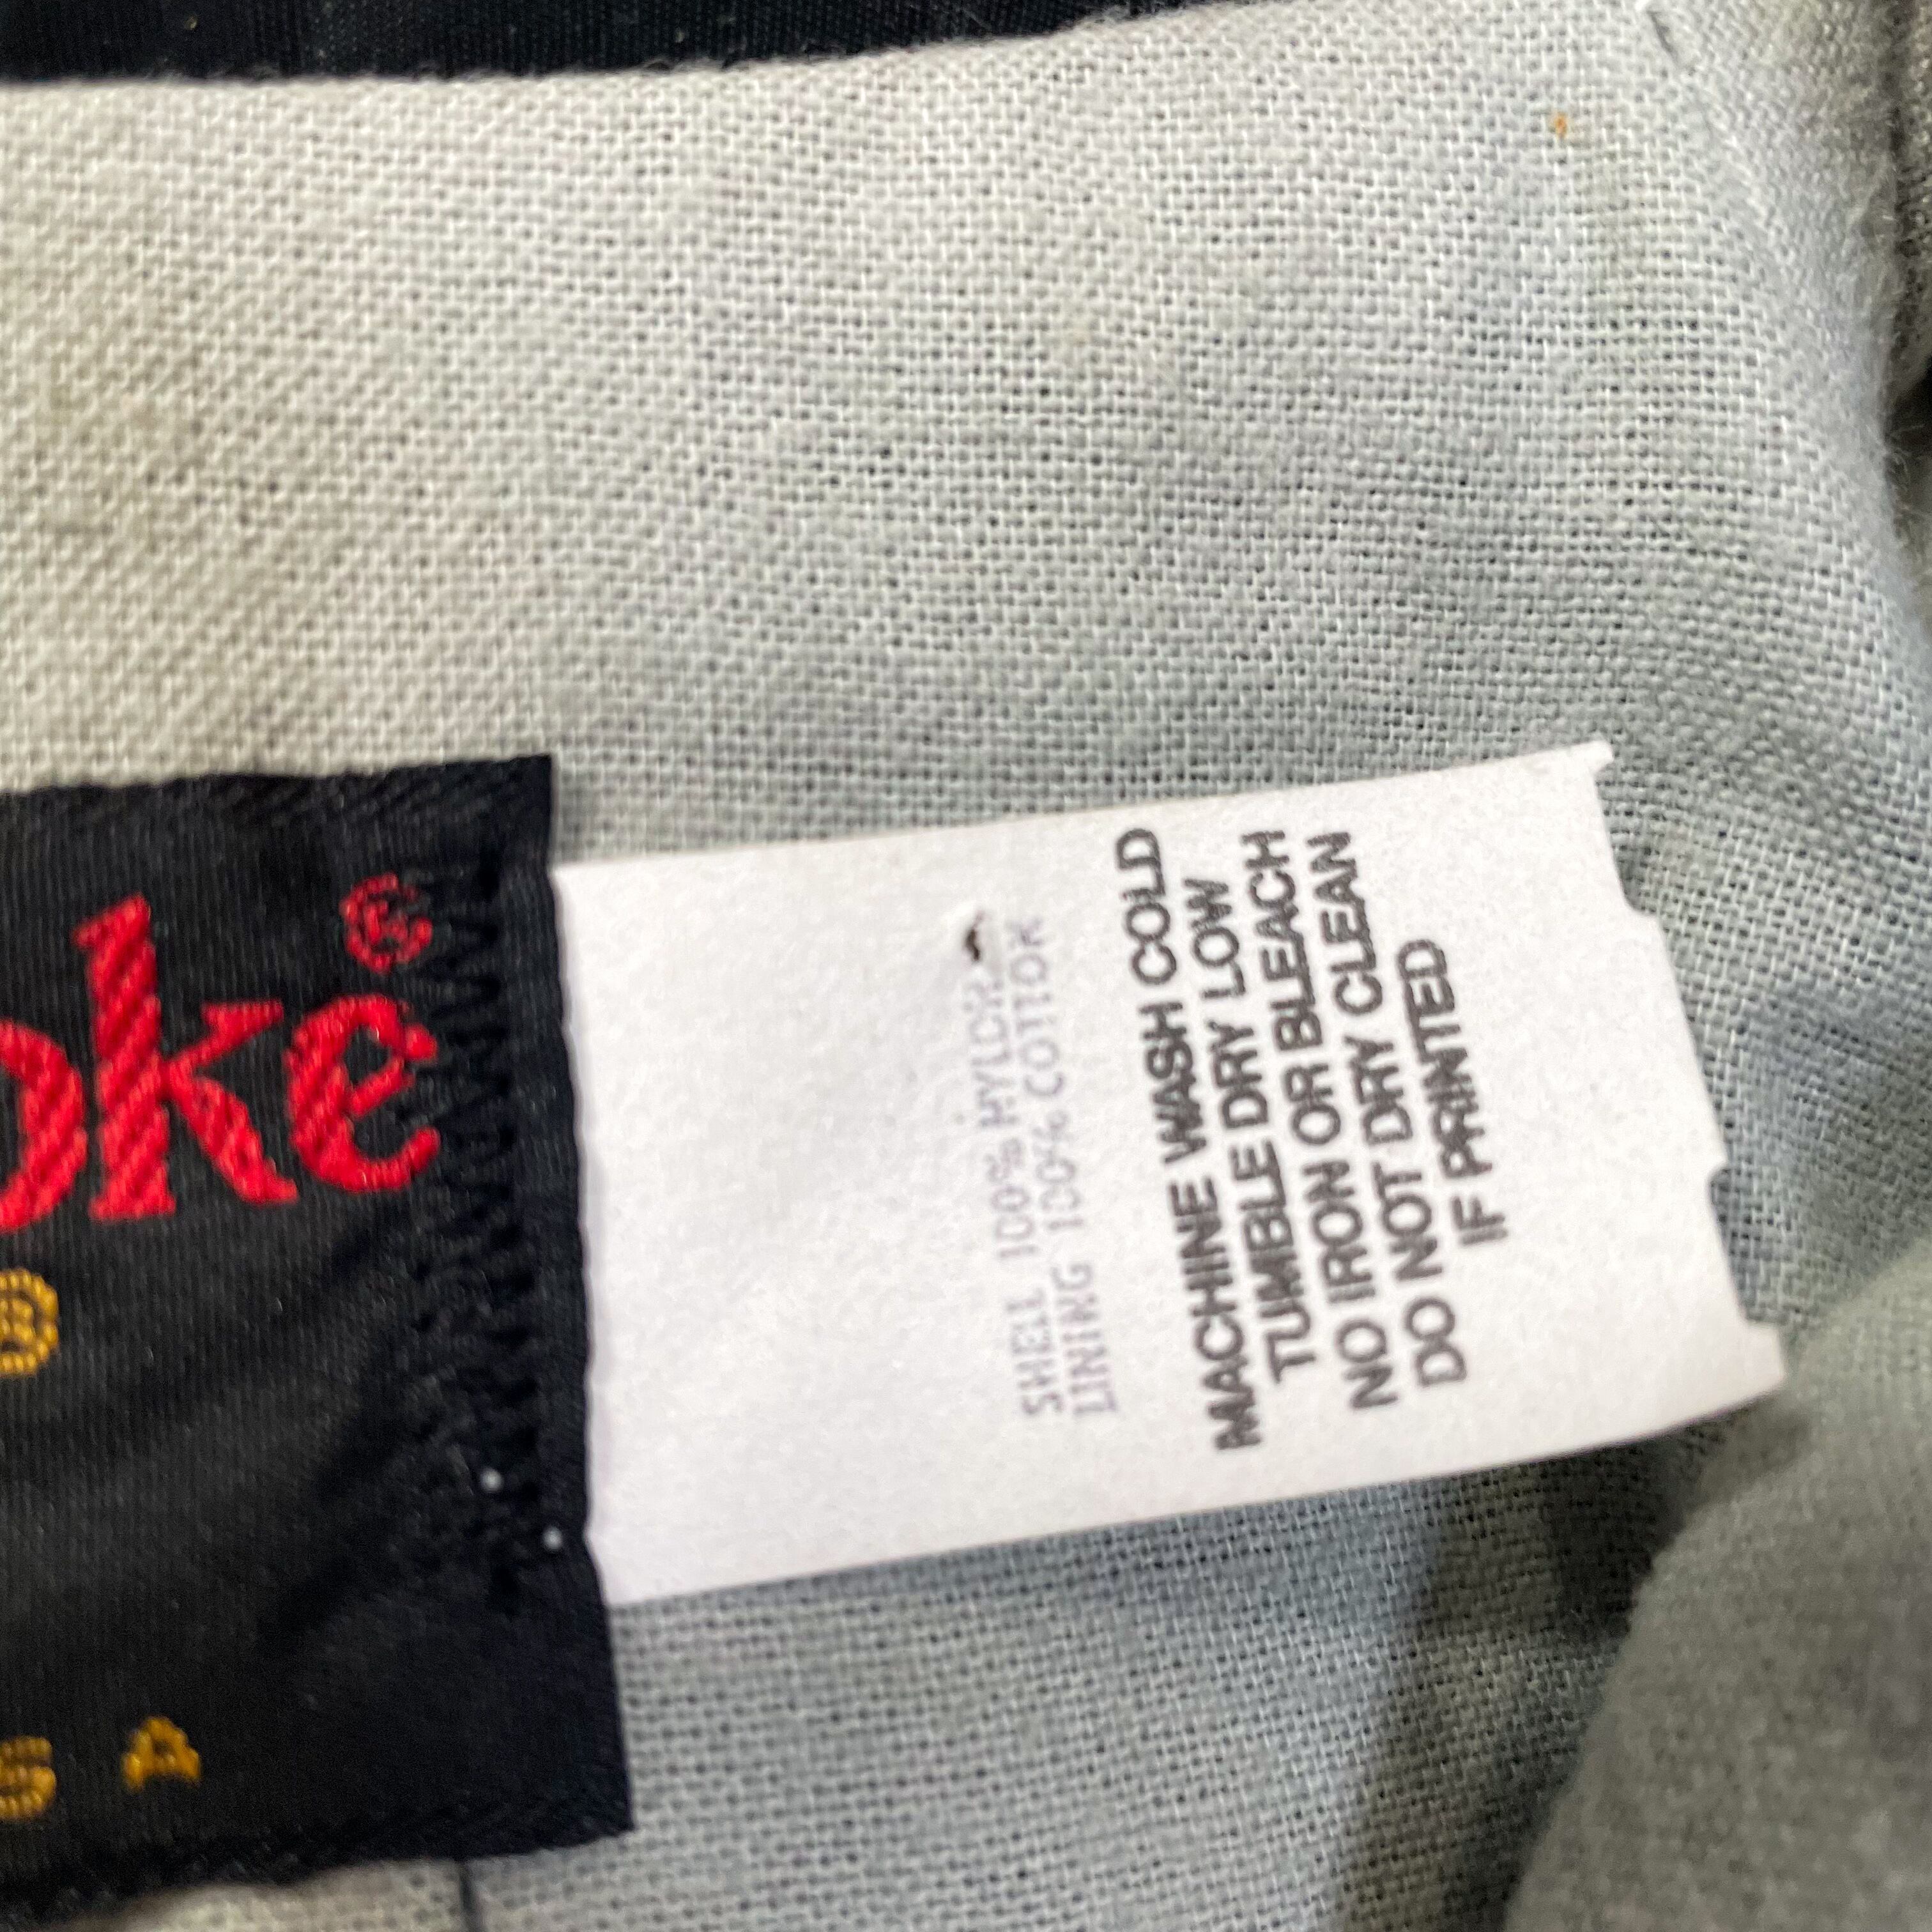 oke®
®
S A
SHELL 100% NYLON
LINING 100% COTTON
MACHINE WASH COLD
TUMBLE DRY LOW
NO IRON OR BLEACH
DO NOT DRY CLEAN
IF PRINTED